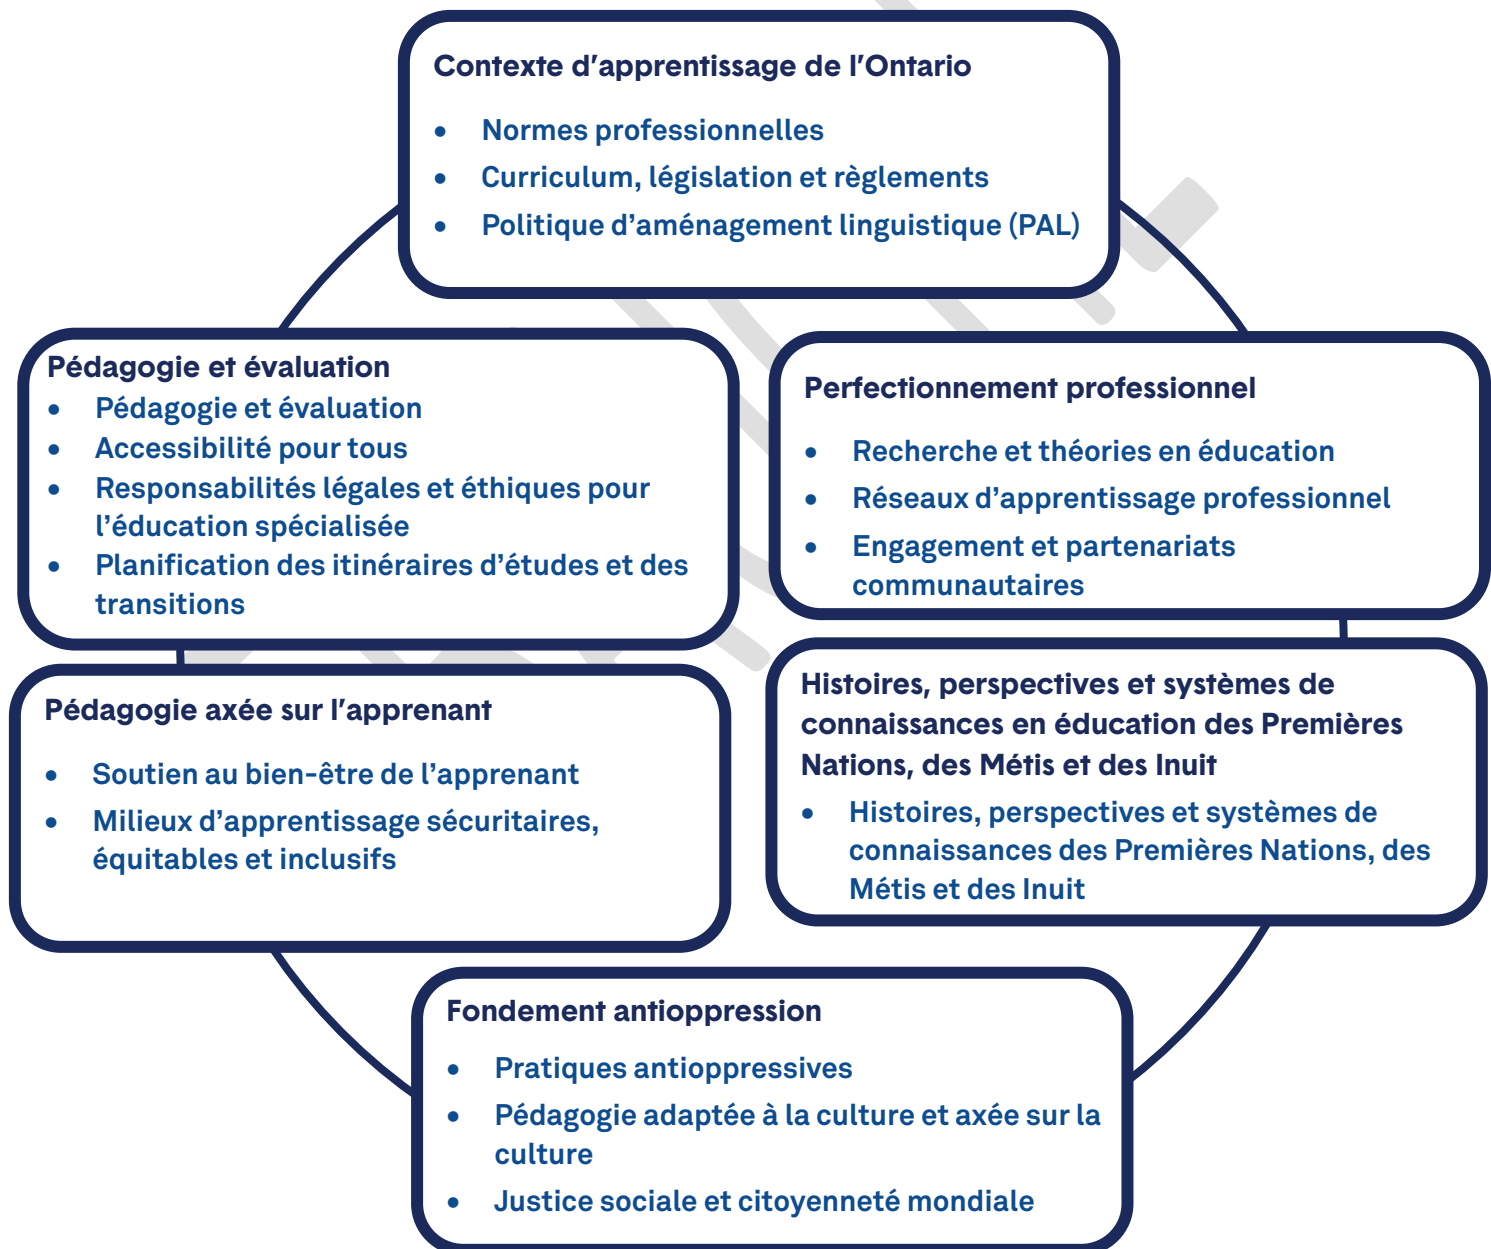 Contexte d'apprentissage de l'Ontario
• Normes professionnelles
• Curriculum, législation et règlements
• Politique d'aménagement linguistique (PAL)
Pédagogie et évaluation
• Pédagogie et évaluation
• Accessibilité pour tous
• Responsabilités légales et éthiques pour
l'éducation spécialisée
• Planification des itinéraires d'études et des
transitions
Perfectionnement professionnel
• Recherche et théories en éducation
• Réseaux d'apprentissage professionnel
• Engagement et partenariats
communautaires
Pédagogie axée sur l'apprenant
• Soutien au bien-être de l'apprenant
• Milieux d'apprentissage sécuritaires,
équitables et inclusifs
Histoires, perspectives et systèmes de
connaissances en éducation des Premières
Nations, des Métis et des Inuit
• Histoires, perspectives et systèmes de
connaissances des Premières Nations, des
Métis et des Inuit
Fondement antioppression
• Pratiques antioppressives
• Pédagogie adaptée à la culture et axée sur la
culture
• Justice sociale et citoyenneté mondiale